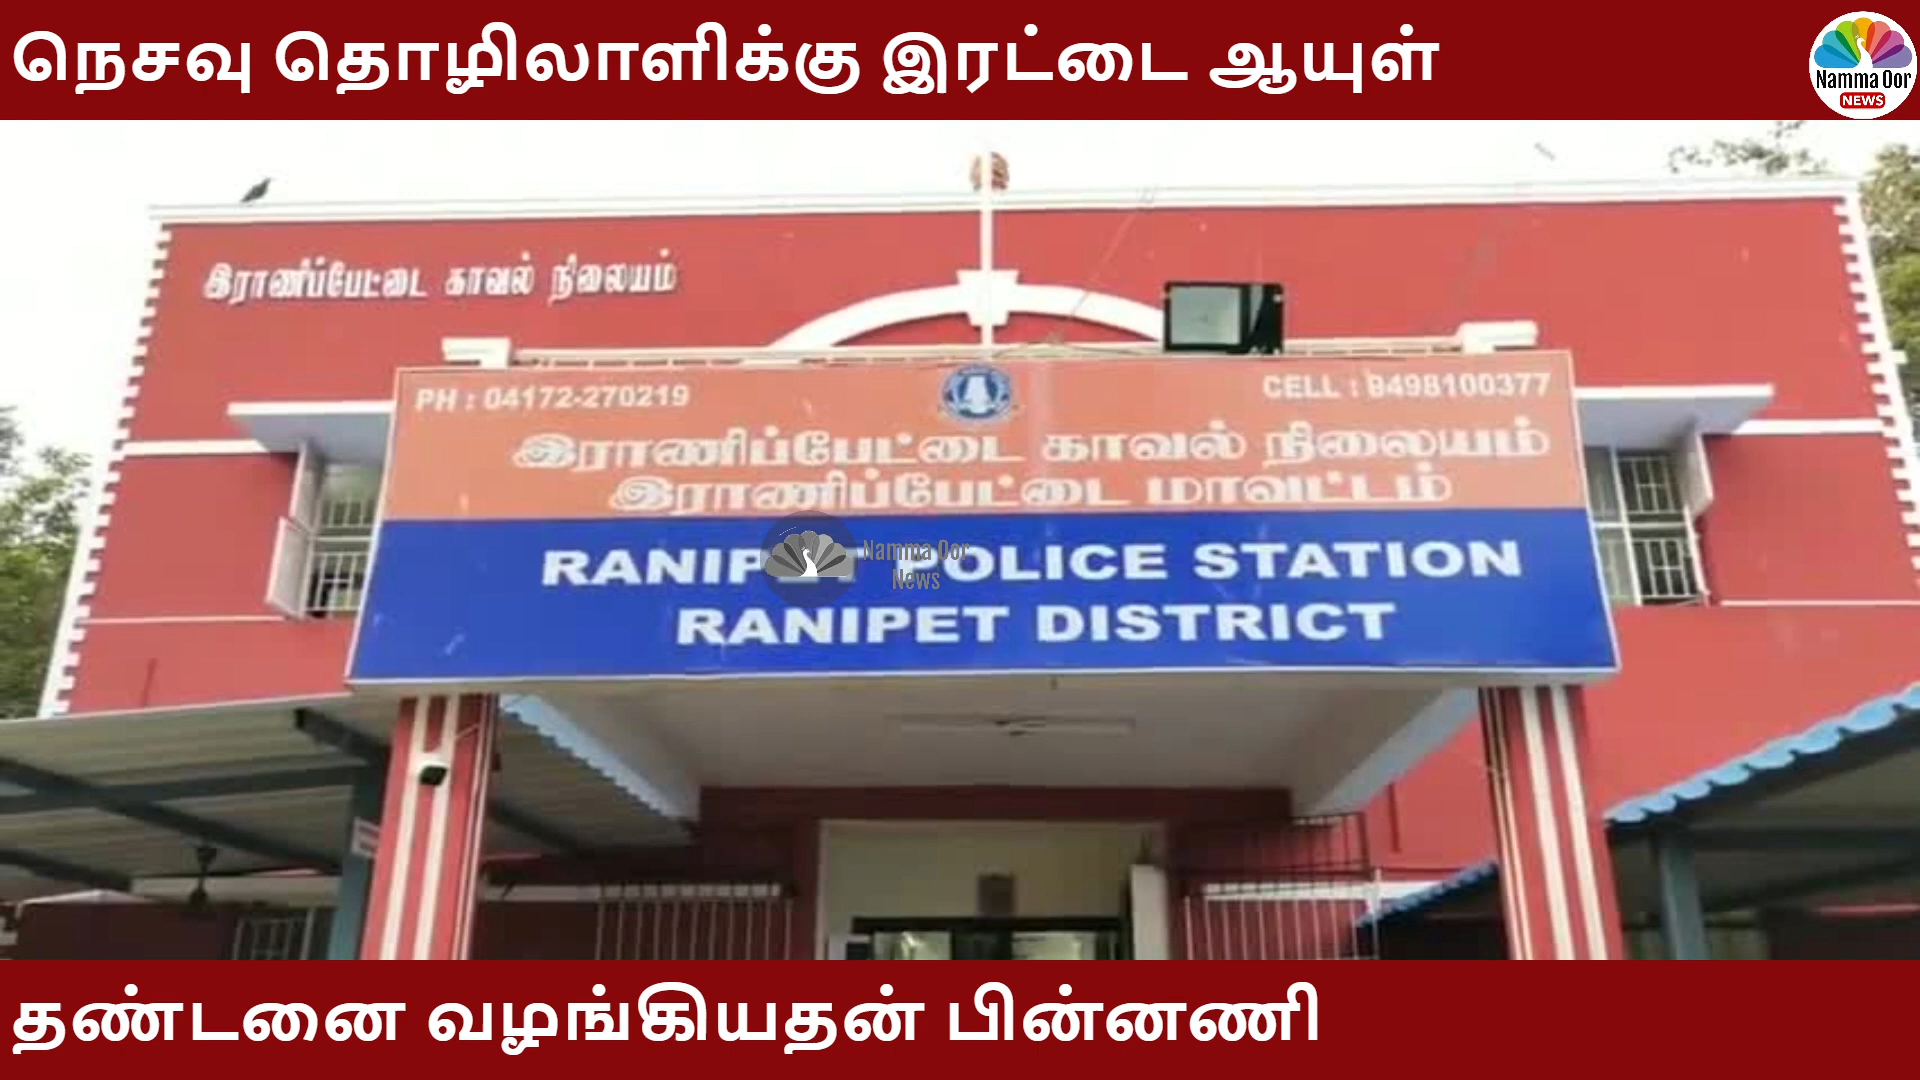 நெசவு தொழிலாளிக்கு இரட்டை ஆயுள்
Namma Oor
NEWS
இராணிப்பேட்டை காவல் நிலையம்
PH : 04172-270219
CELL : 9498100377
இராணிப்பேட்டை காவல் நிலையம்
இராணிப்பேட்டை மாவட்டம்
RANIPET POLICE STATION
Namma Oor
News
RANIPET DISTRICT
தண்டனை வழங்கியதன் பின்னணி